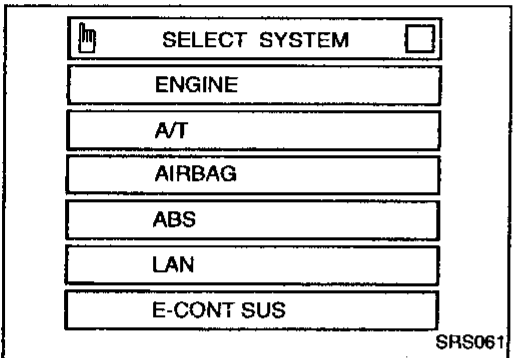 SELECT SYSTEM
ENGINE
A/T
AIRBAG
ABS
LAN
E-CONT SUS
SRS061